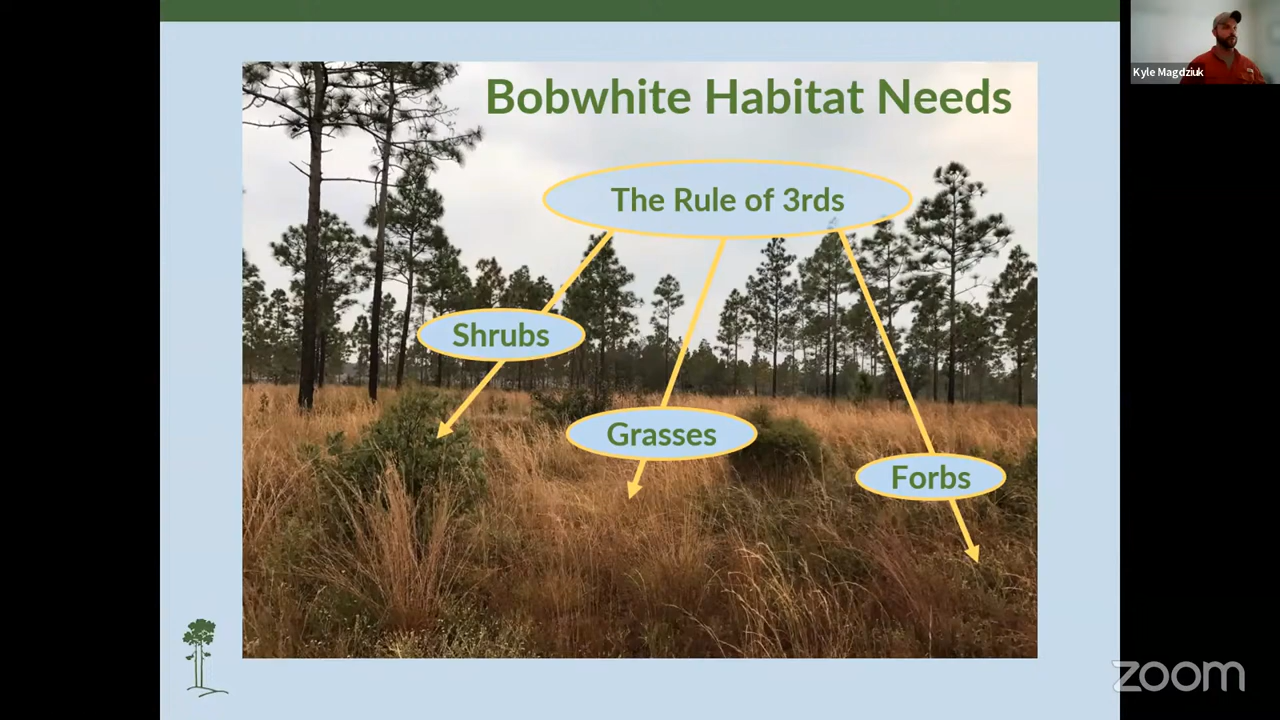 Bobwhite Habitat Needs
The Rule of 3rds
Shrubs
Grasses
Forbs
Kyle Magdziuk
zoom